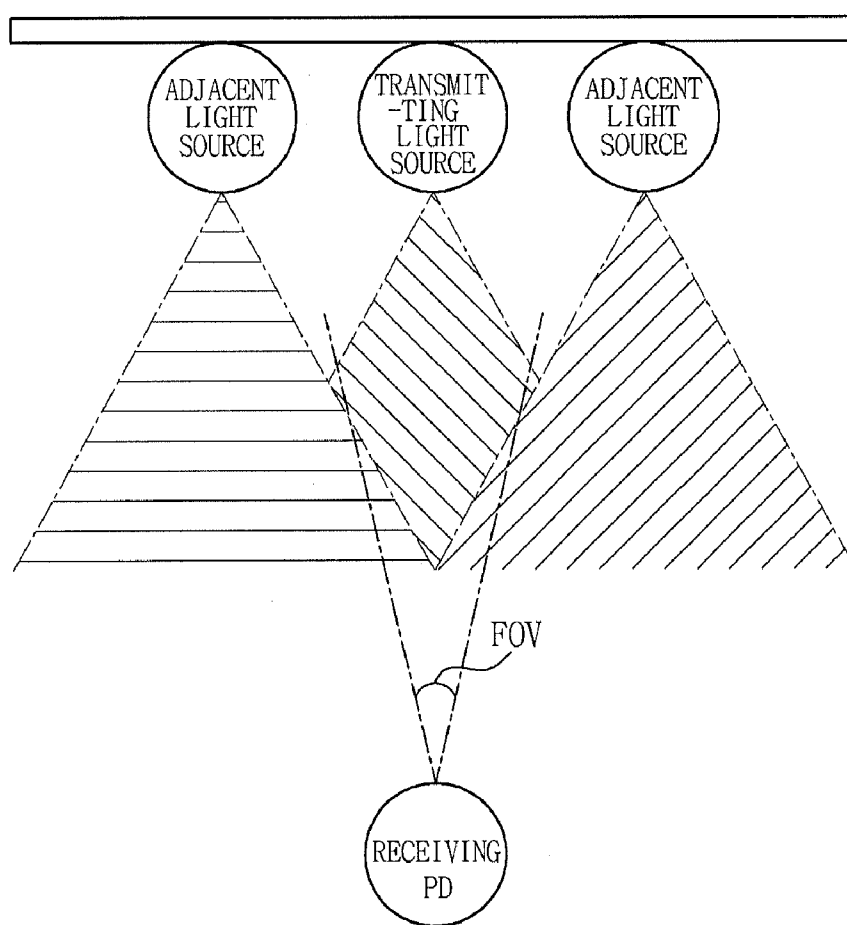 ADJACENT
LIGHT
SOURCE
TRANSMIT
-TING
LIGHT
SOURCE
ADJACENT
LIGHT
SOURCE
FOV
RECEIVING
PD